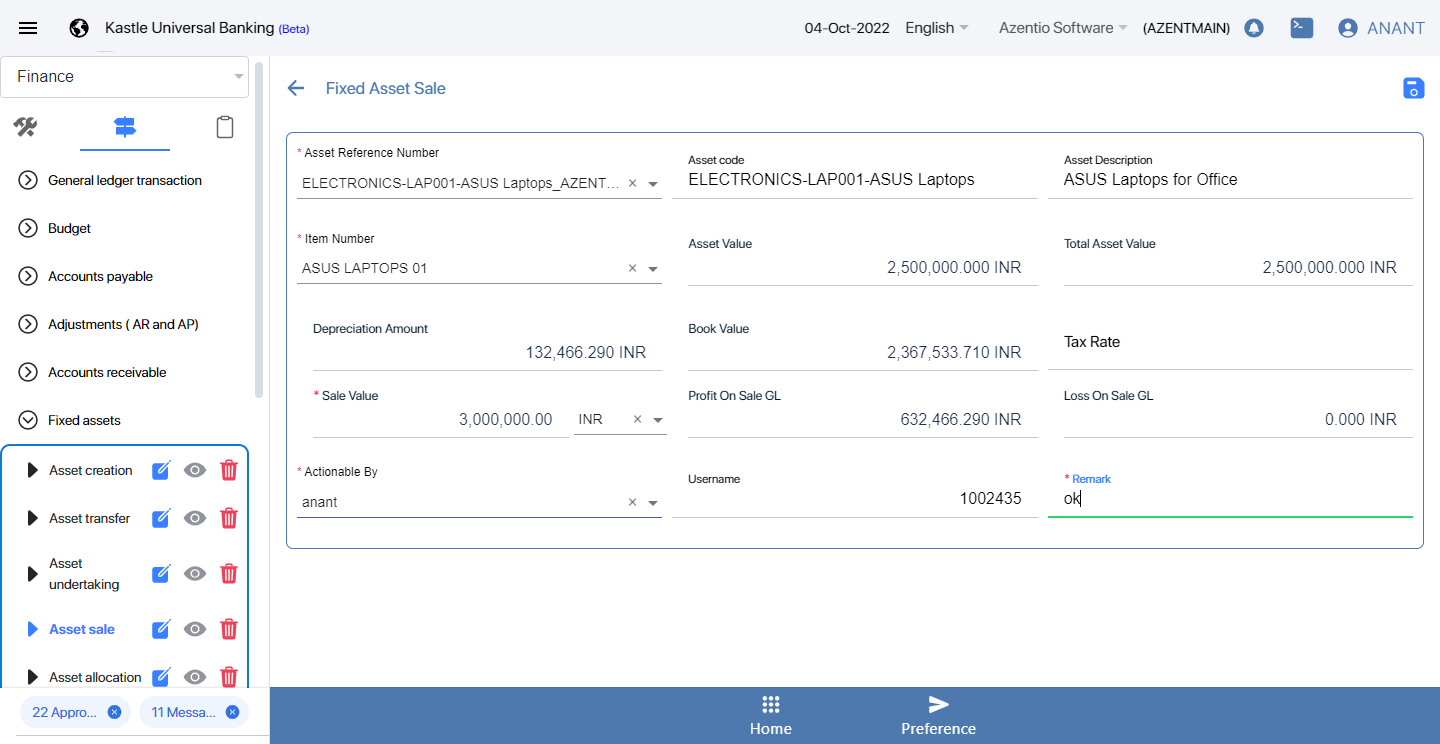 Kastle Universal Banking (Beta)
04-Oct-2022 English Azentio Software (AZENTMAIN) ANANT
Finance
General ledger transaction
Budget
Accounts payable
Adjustments ( AR and AP)
Accounts receivable
Fixed assets
Asset creation
Asset transfer
Asset
undertaking
Asset sale
Asset allocation
22 Appro... 11 Messa...
Fixed Asset Sale
* Asset Reference Number
ELECTRONICS-LAP001-ASUS Laptops_AZENT...
Asset code
ELECTRONICS-LAP001-ASUS Laptops
Asset Description
ASUS Laptops for Office
* Item Number
ASUS LAPTOPS 01
Asset Value
2,500,000.000 INR
Total Asset Value
2,500,000.000 INR
Depreciation Amount
132,466.290 INR
Book Value
2,367,533.710 INR
Tax Rate
* Sale Value
3,000,000.00 INR
Profit On Sale GL
632,466.290 INR
Loss On Sale GL
0.000 INR
* Actionable By
anant
Username
1002435
* Remark
ok
Home Preference